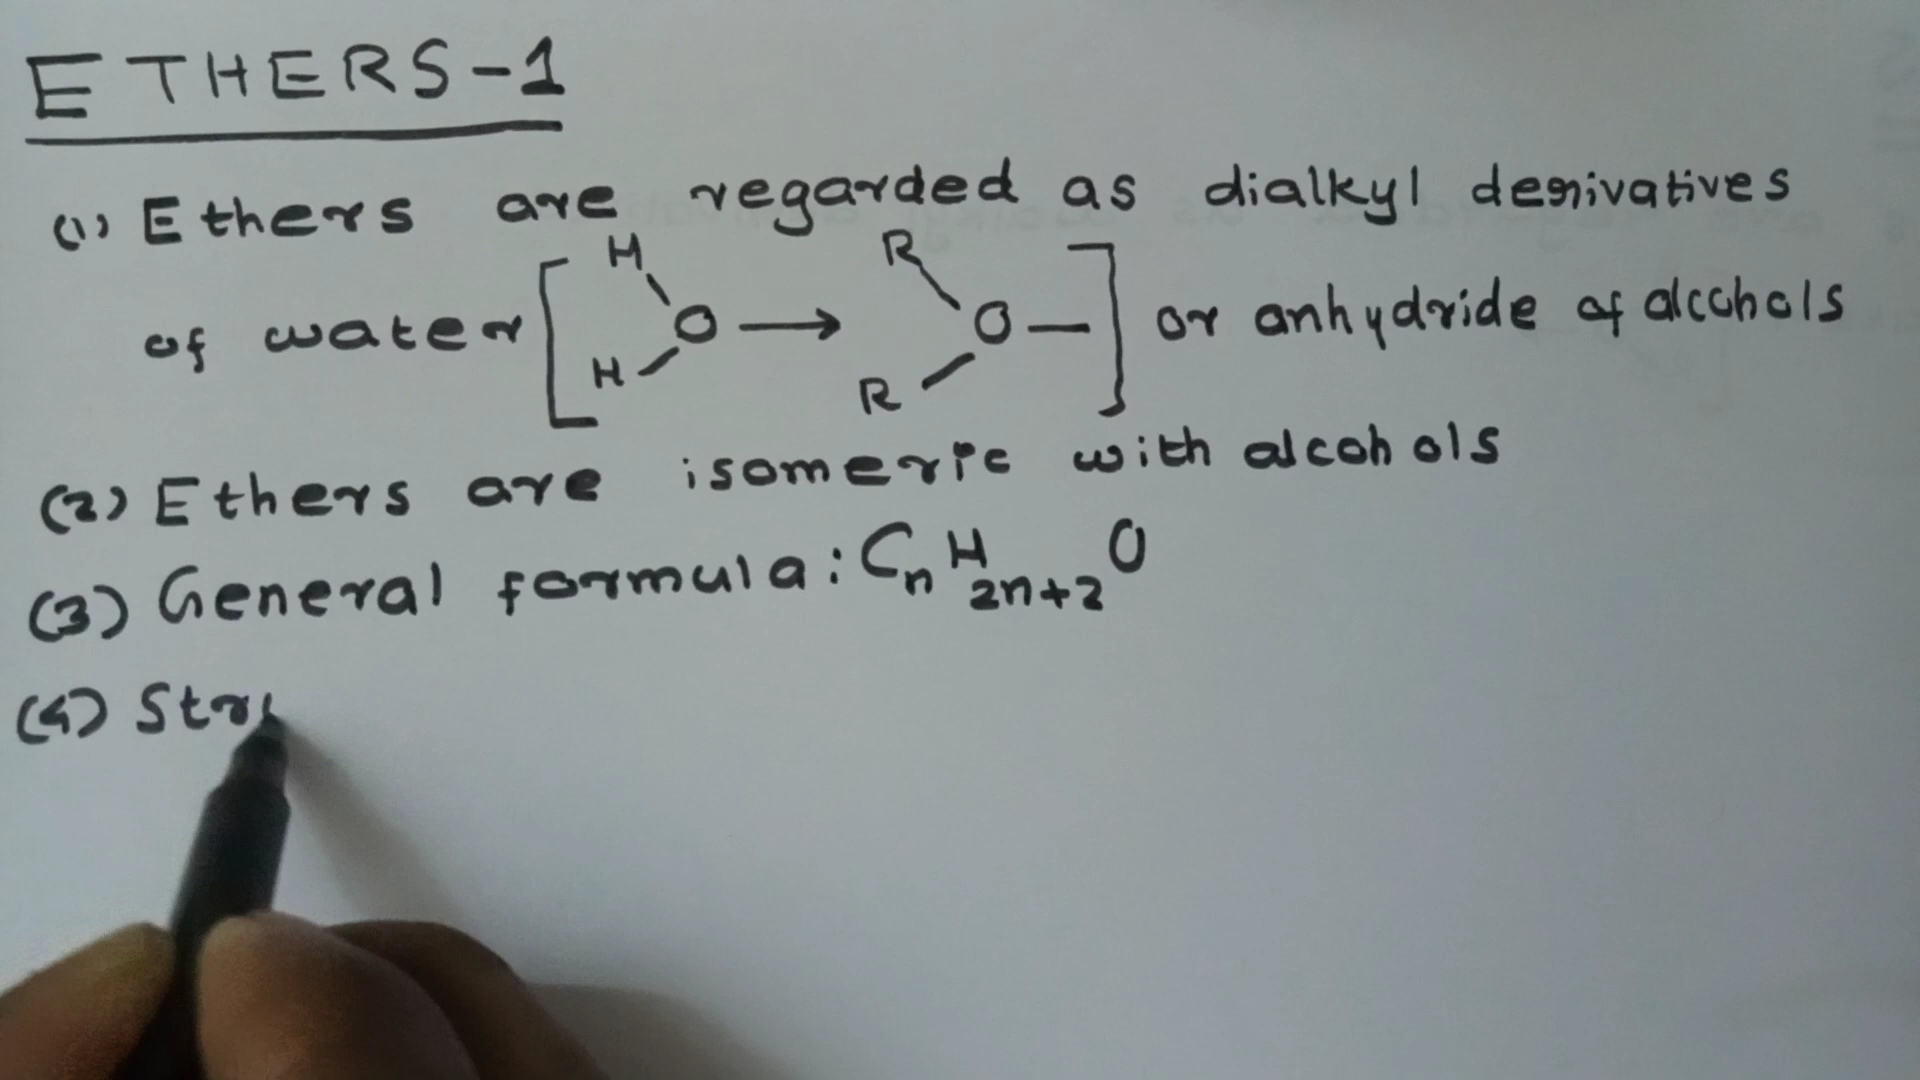 ETHERS-1
(1) Ethers are regarded as dialkyl derivatives
of water [H H O → R R O —] or anhydride of alcohols
(2) Ethers are isomeric with alcohols
(3) General formula: CnH2n+2O
(4) Str